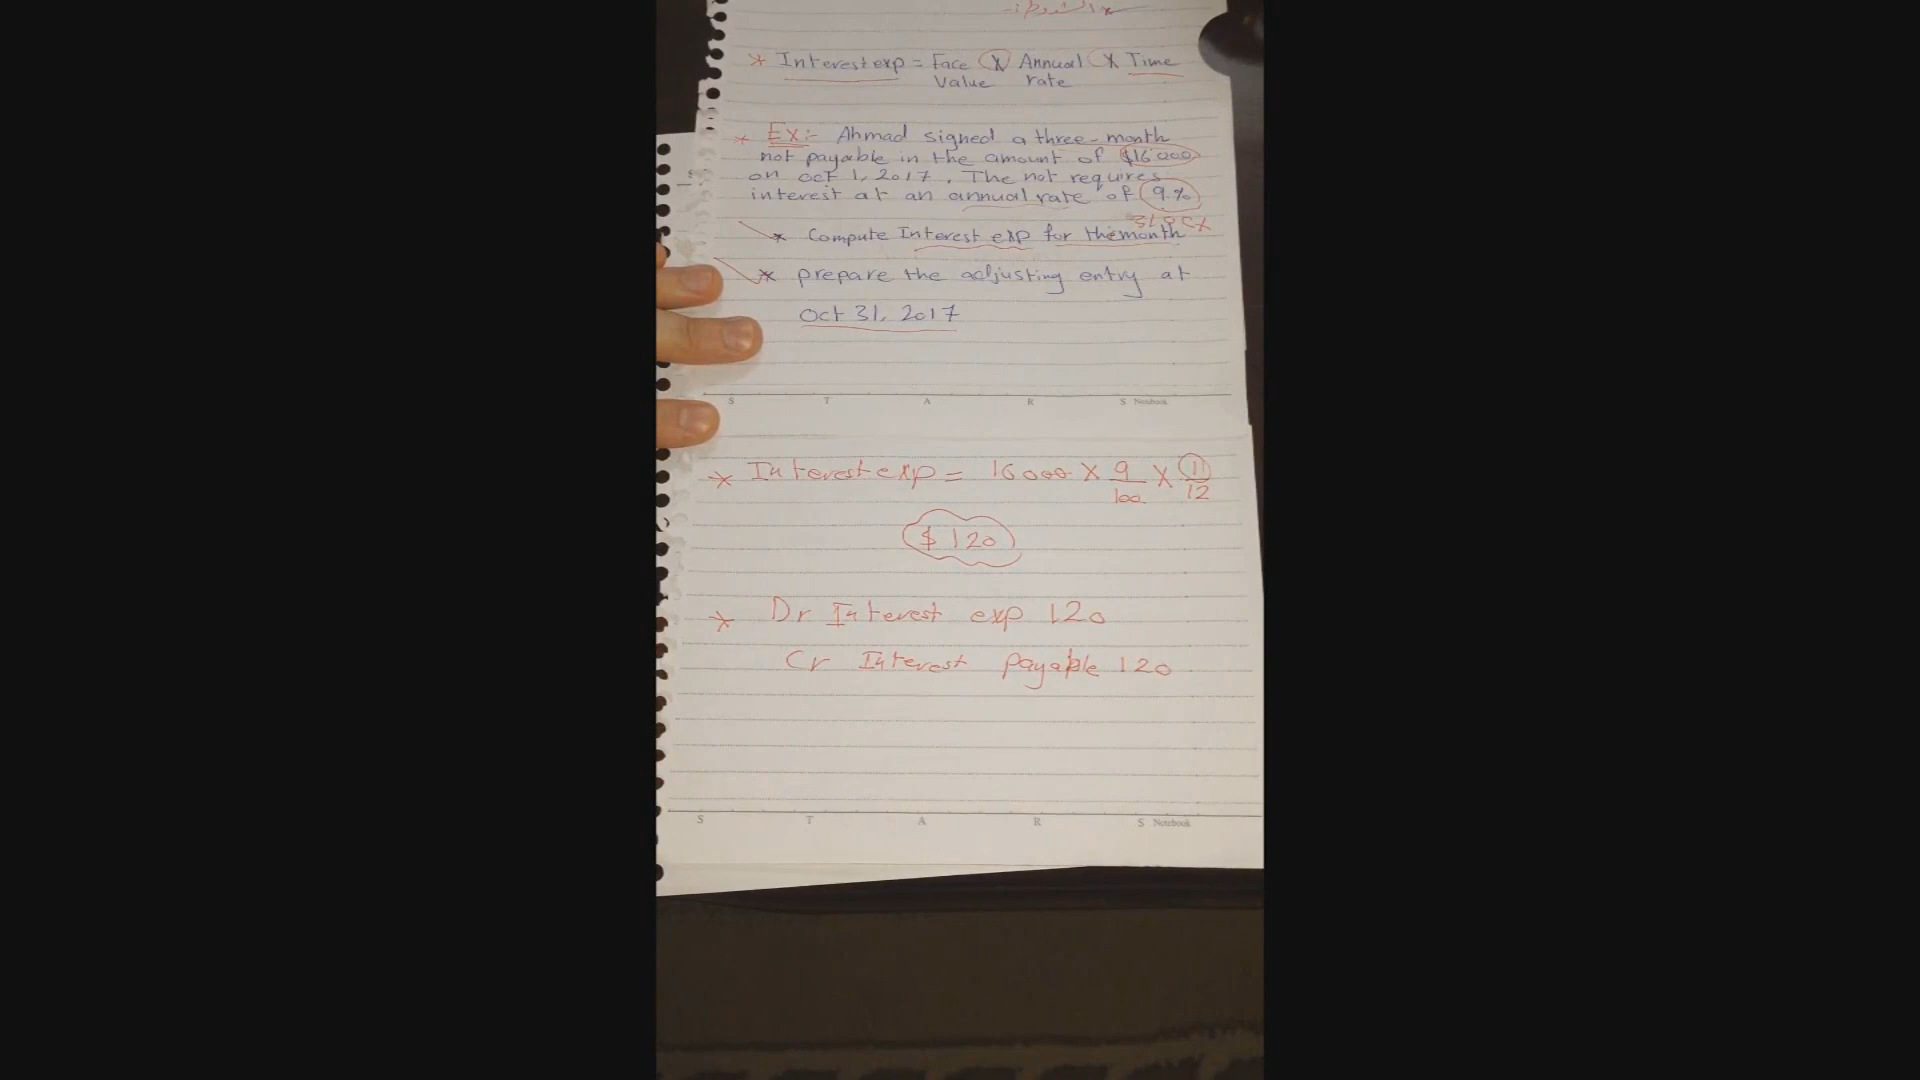 * Interest exp = Face X Annual X Time
Value rate
* Ex:- Ahmad signed a three-month
not payable in the amount of $16000
on oct 1, 2017. The not requires
interest at an annual rate of 9%
* Compute Interest exp for the month
* prepare the adjusting entry at
Oct 31, 2017
S T A R S Notebook
* Interest exp = 16000 X 9/100 X 1/12
$ 120
* Dr Interest exp 120
Cr Interest payable 120
S T A R S Notebook